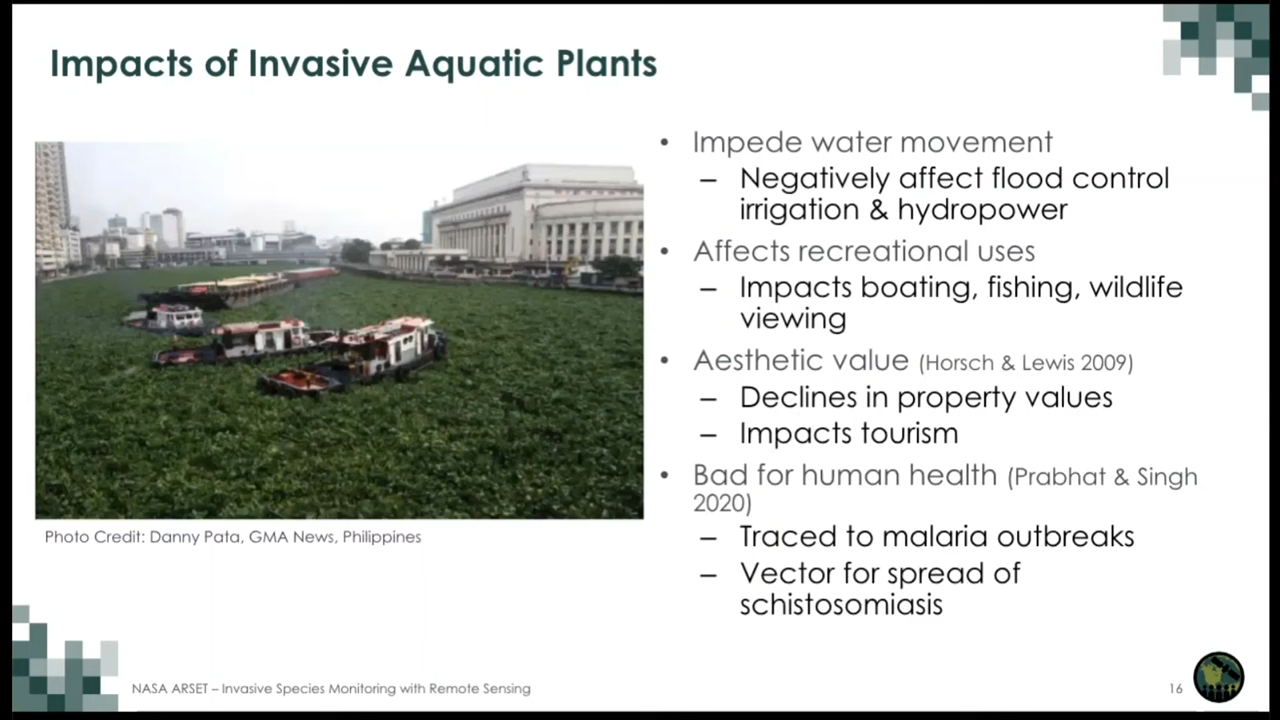 Impacts of Invasive Aquatic Plants
• Impede water movement
– Negatively affect flood control
irrigation & hydropower
• Affects recreational uses
– Impacts boating, fishing, wildlife
viewing
• Aesthetic value (Horsch & Lewis 2009)
– Declines in property values
– Impacts tourism
• Bad for human health (Prabhat & Singh
2020)
– Traced to malaria outbreaks
– Vector for spread of
schistosomiasis
Photo Credit: Danny Pata, GMA News, Philippines
NASA ARSET – Invasive Species Monitoring with Remote Sensing
16